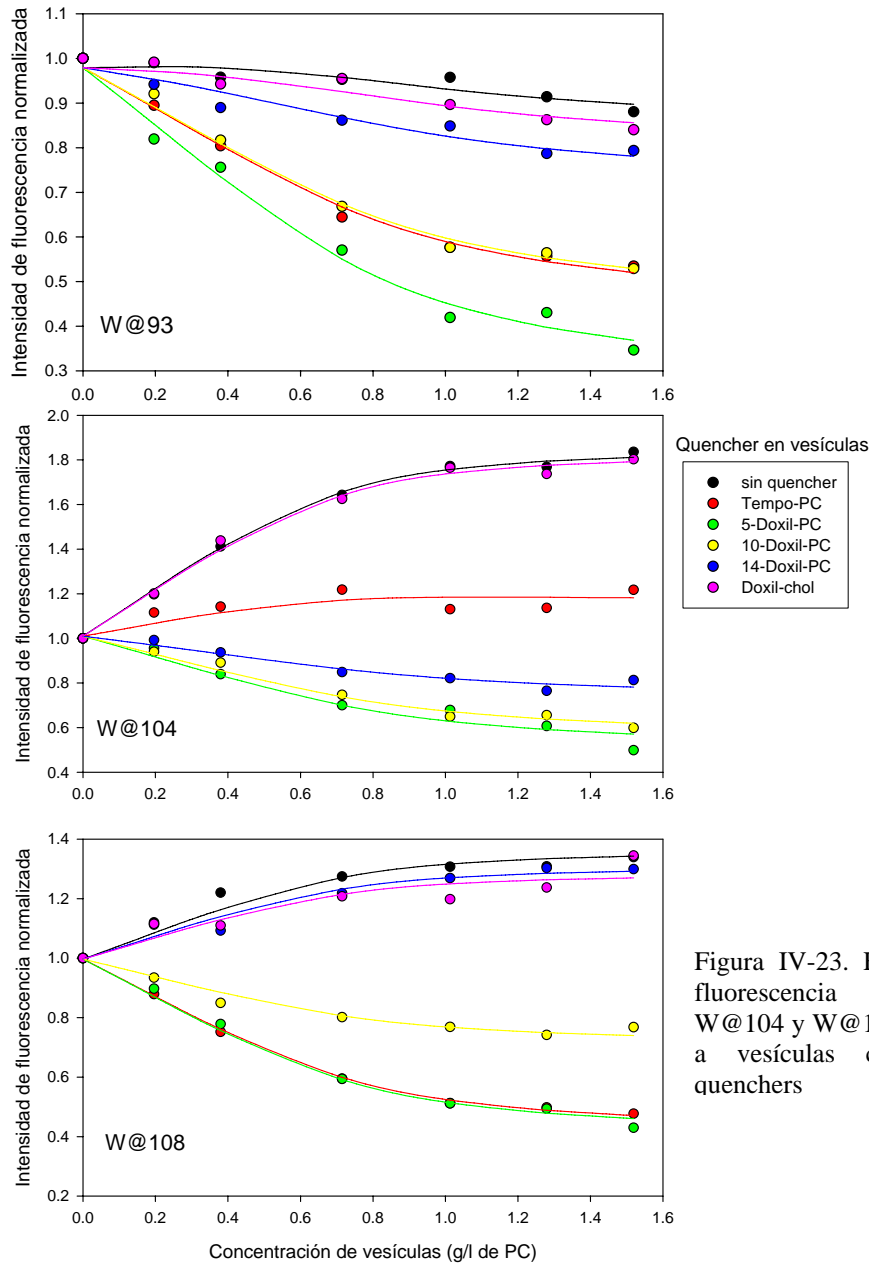 Intensidad de fluorescencia normalizada
1.1
1.0
0.9
0.8
0.7
0.6
0.5
0.4
0.3
W@93
0.0 0.2 0.4 0.6 0.8 1.0 1.2 1.4 1.6
Intensidad de fluorescencia normalizada
2.0
1.8
1.6
1.4
1.2
1.0
0.8
0.6
0.4
W@104
0.0 0.2 0.4 0.6 0.8 1.0 1.2 1.4 1.6
Quencher en vesículas
sin quencher
Tempo-PC
5-Doxil-PC
10-Doxil-PC
14-Doxil-PC
Doxil-chol
Intensidad de fluorescencia normalizada
1.4
1.2
1.0
0.8
0.6
0.4
0.2
W@108
0.0 0.2 0.4 0.6 0.8 1.0 1.2 1.4 1.6
Concentración de vesículas (g/l de PC)
Figura IV-23.
fluorescencia
W@104 y W@1
a vesículas
quenchers